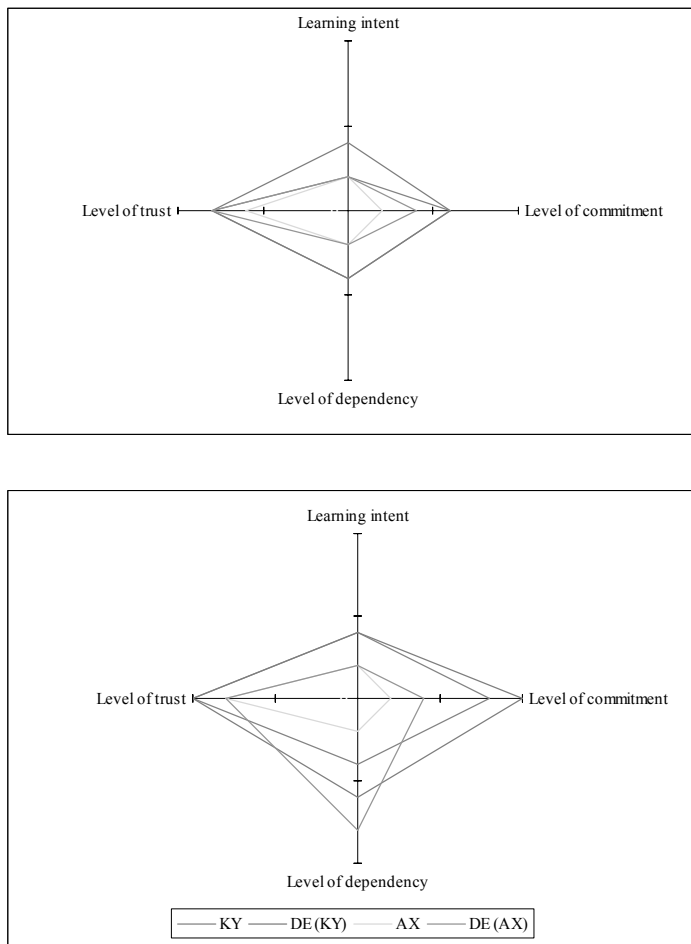 Learning intent
Level of trust
Level of commitment
Level of dependency
Learning intent
Level of trust
Level of commitment
Level of dependency
KY DE (KY) AX DE (AX)